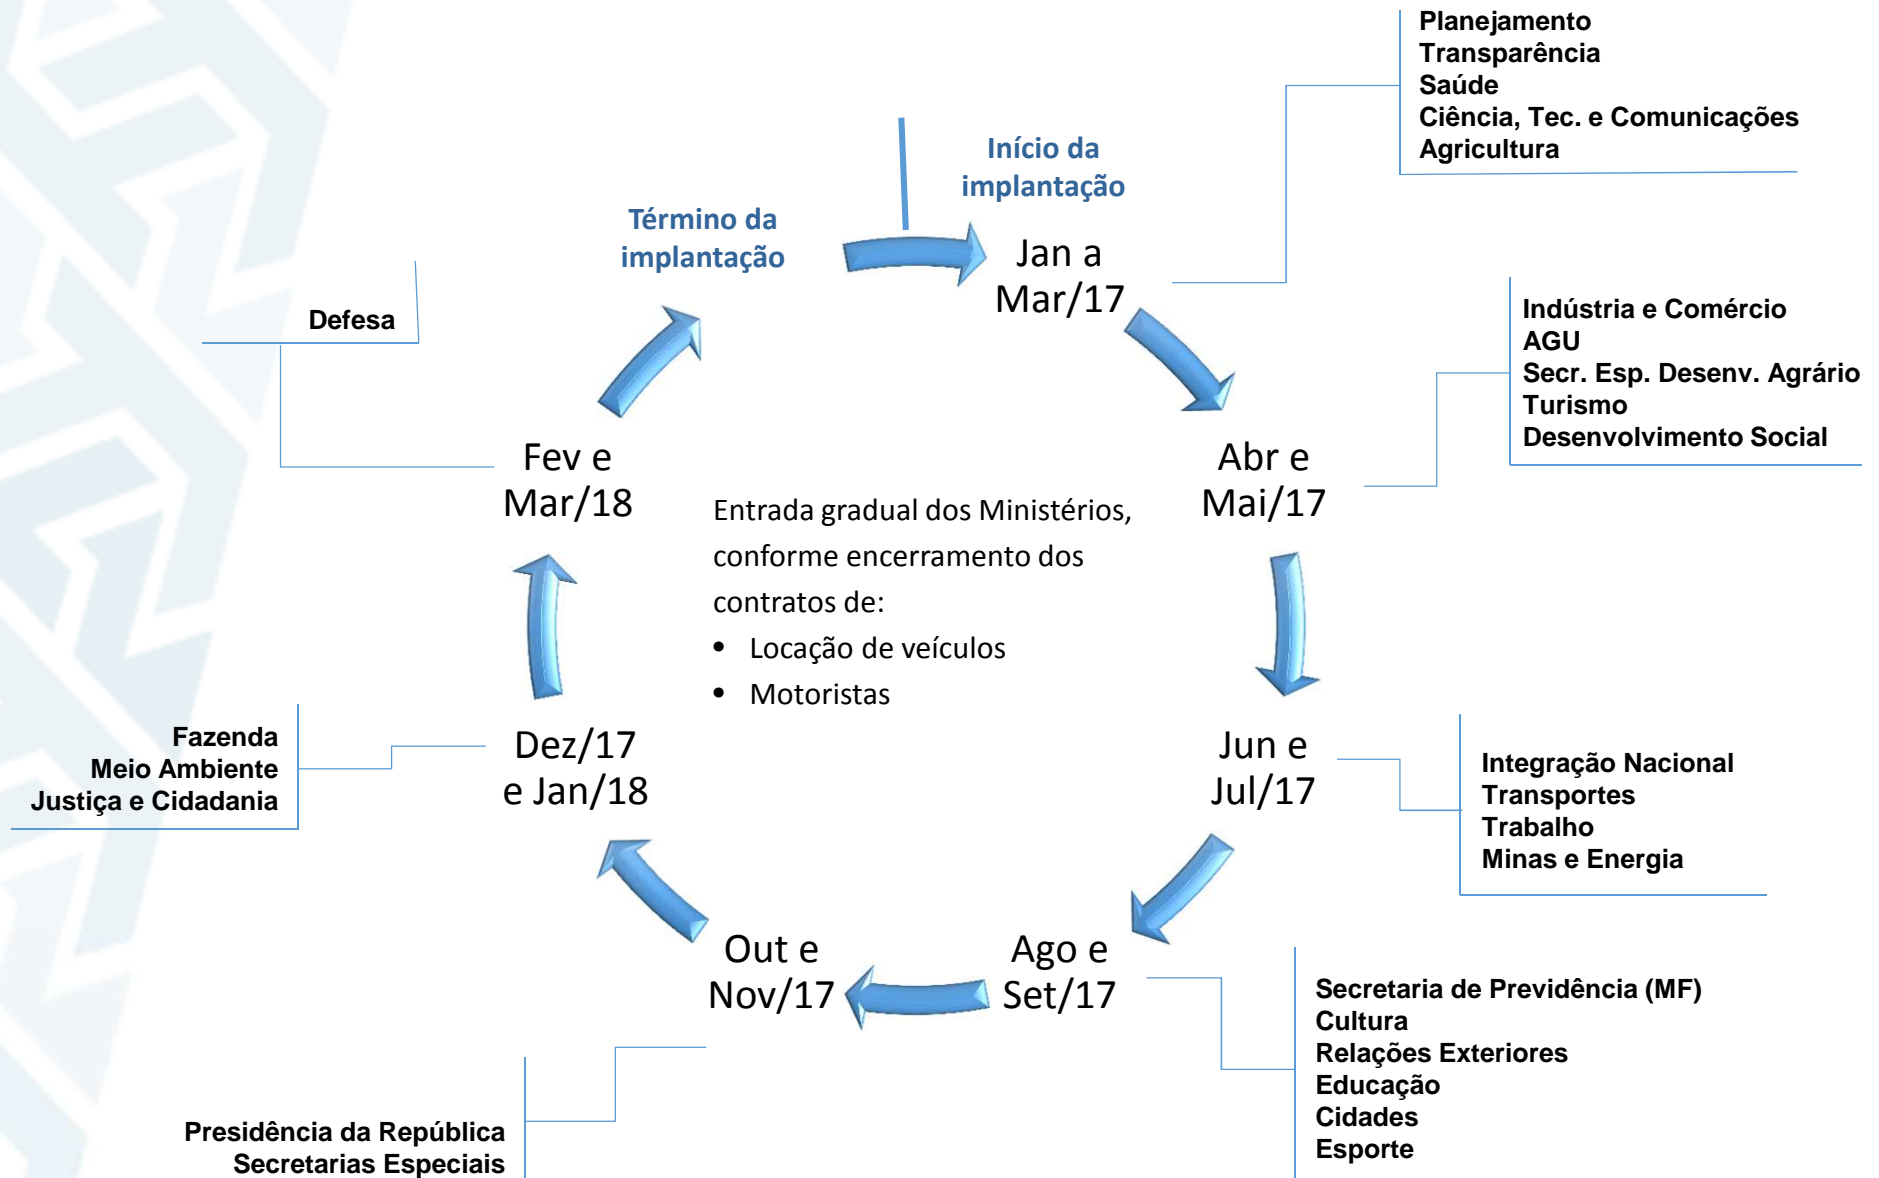 Início da
implantação
Jan a
Mar/17
Planejamento
Transparência
Saúde
Ciência, Tec. e Comunicações
Agricultura
Abr e
Mai/17
Indústria e Comércio
AGU
Secr. Esp. Desenv. Agrário
Turismo
Desenvolvimento Social
Jun e
Jul/17
Integração Nacional
Transportes
Trabalho
Minas e Energia
Ago e
Set/17
Secretaria de Previdência (MF)
Cultura
Relações Exteriores
Educação
Cidades
Esporte
Out e
Nov/17
Presidência da República
Secretarias Especiais
Dez/17
e Jan/18
Fazenda
Meio Ambiente
Justiça e Cidadania
Fev e
Mar/18
Defesa
Término da
implantação
Entrada gradual dos Ministérios,
conforme encerramento dos
contratos de:
• Locação de veículos
• Motoristas